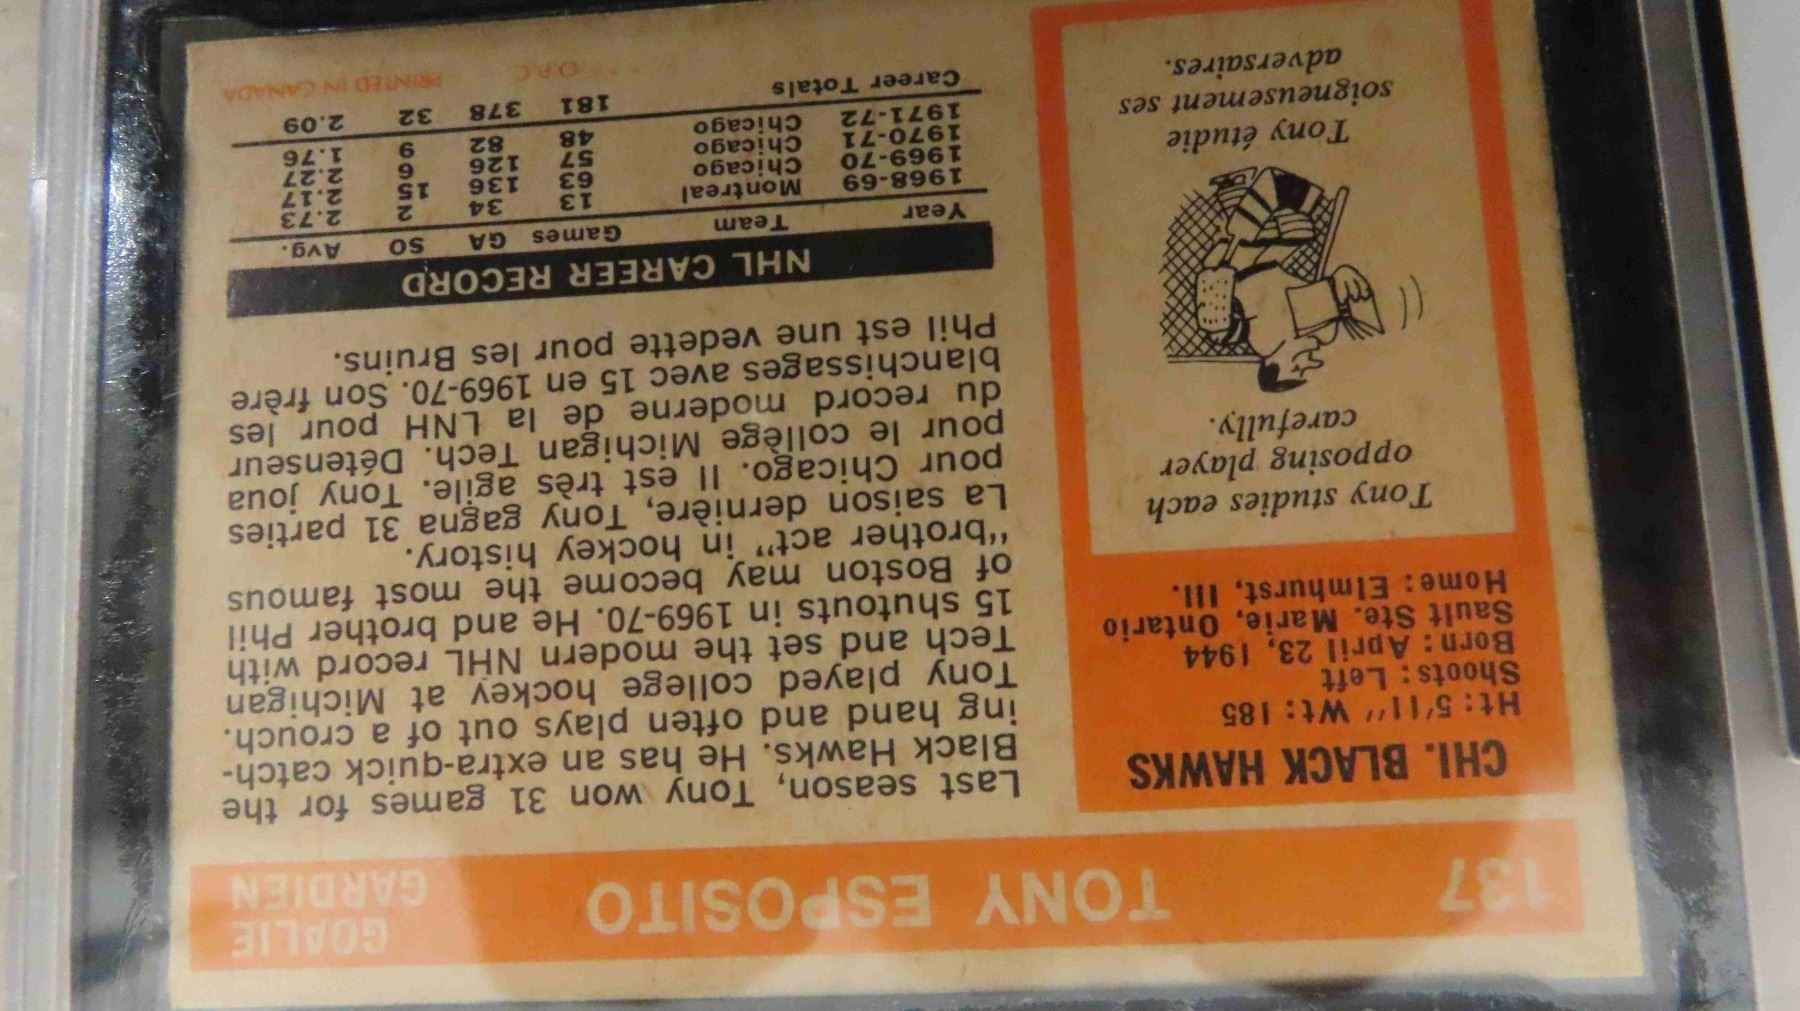 137 TONY ESPOSITO GOALIE
GARDIEN
CHI. BLACK HAWKS
Ht: 5'11" Wt: 185
Shoots: Left
Born: April 23, 1944
Sault Ste. Marie, Ontario
Home: Elmhurst, Ill.
Tony studies each
opposing player
carefully.
Tony étudie
soigneusement ses
adversaires.
Last season, Tony won 31 games for the
Black Hawks. He has an extra-quick catch-
ing hand and often plays out of a crouch.
Tony played college hockey at Michigan
Tech and set the modern NHL record with
15 shutouts in 1969-70. He and brother Phil
of Boston may become the most famous
"brother act" in hockey history.
La saison dernière, Tony gagna 31 parties
pour Chicago. Il est très agile. Tony joua
pour le collège Michigan Tech. Détenseur
du record moderne de la LNH pour les
blanchissages avec 15 en 1969-70. Son frère
Phil est une vedette pour les Bruins.
NHL CAREER RECORD
Year Team Games GA SO Avg.
1968-69 Montreal 13 34 2 2.73
1969-70 Chicago 63 136 15 2.17
1970-71 Chicago 57 126 6 2.27
1971-72 Chicago 48 82 9 1.76
Career Totals 181 378 32 2.09
O.P.C. PRINTED IN CANADA